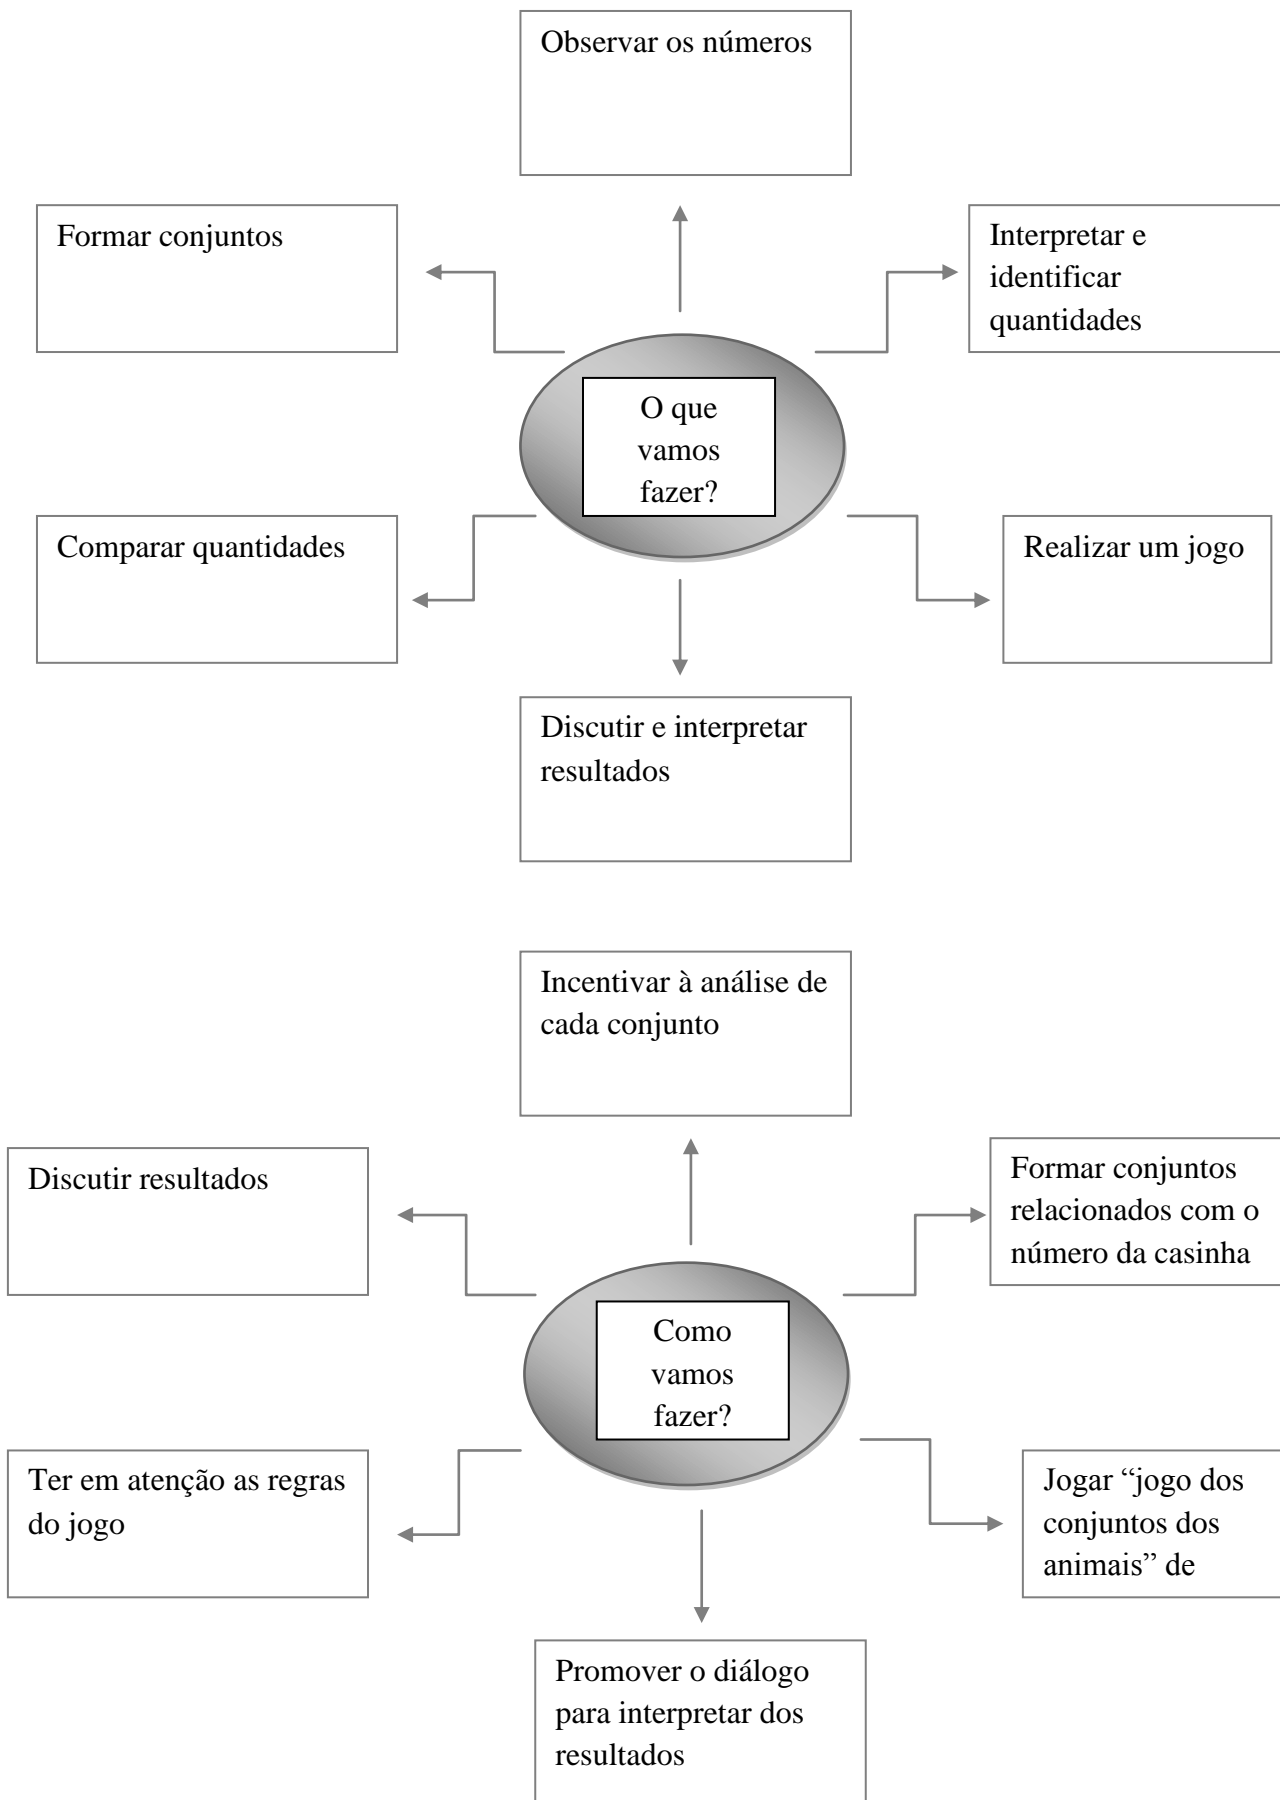 Observar os números
Formar conjuntos
Interpretar e
identificar
quantidades
O que
vamos
fazer?
Comparar quantidades
Realizar um jogo
Discutir e interpretar
resultados
Incentivar à análise de
cada conjunto
Discutir resultados
Formar conjuntos
relacionados com o
número da casinha
Como
vamos
fazer?
Ter em atenção as regras
do jogo
Jogar “jogo dos
conjuntos dos
animais” de
Promover o diálogo
para interpretar dos
resultados